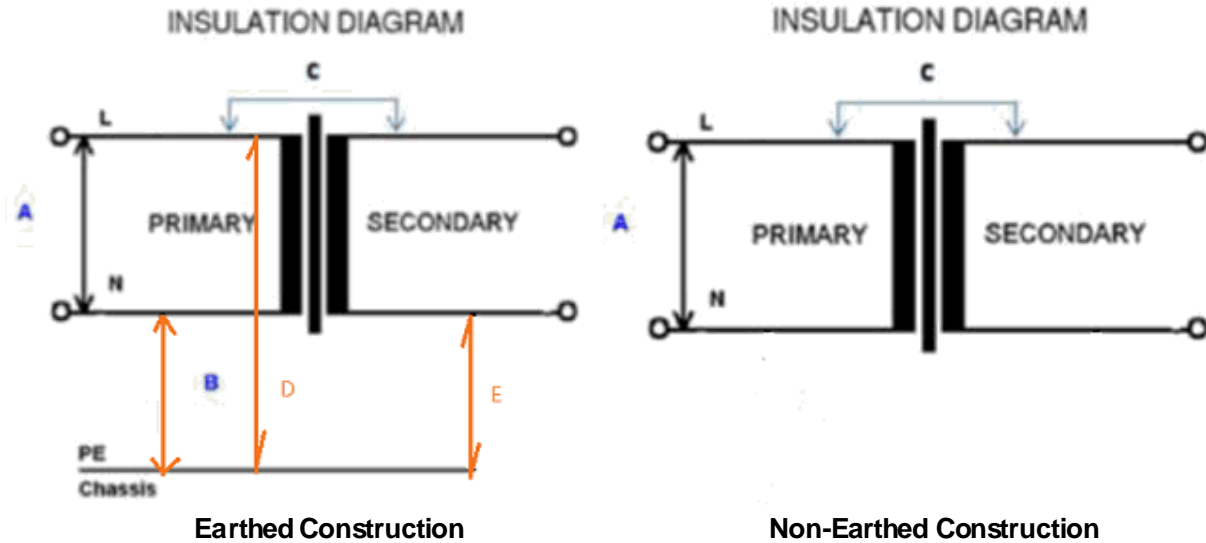 INSULATION DIAGRAM
C
L
A
PRIMARY
SECONDARY
N
B
D
E
PE
Chassis
Earthed Construction
INSULATION DIAGRAM
C
L
A
PRIMARY
SECONDARY
N
Non-Earthed Construction